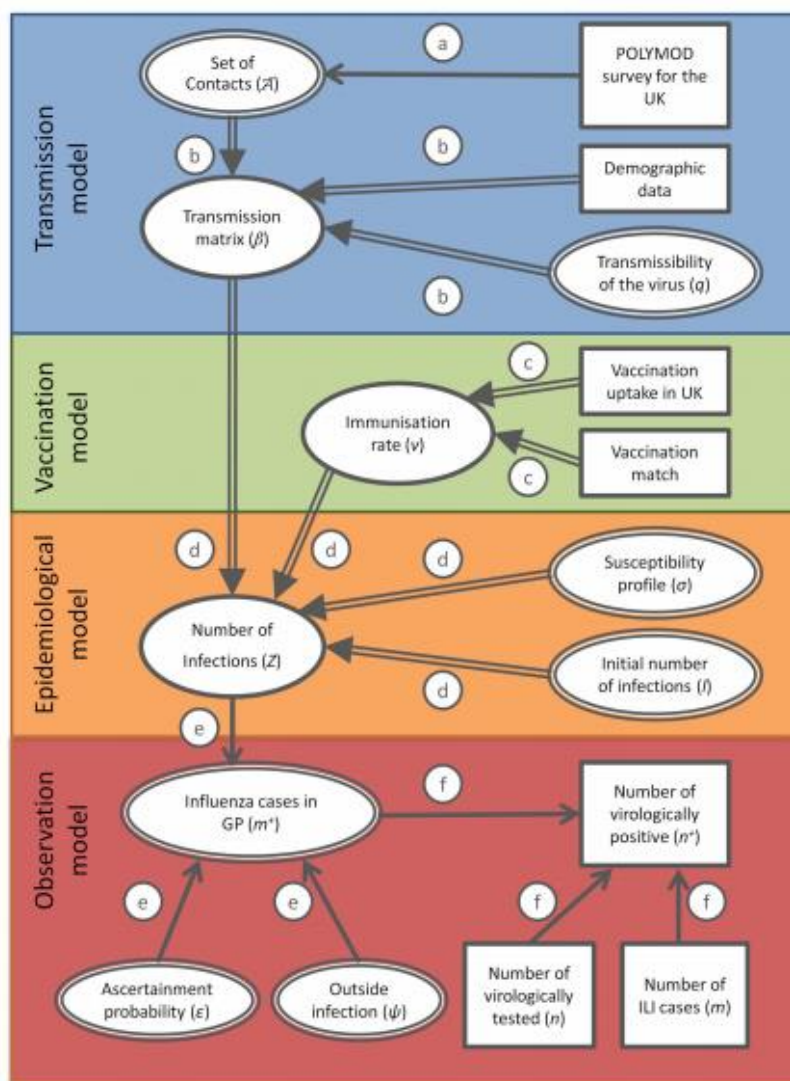 Transmission
model
Set of
Contacts (𝒜)
a
POLYMOD
survey for the
UK
b
b
Demographic
data
Transmission
matrix (β)
Transmissibility
of the virus (q)
b
Vaccination
model
c
Vaccination
uptake in UK
Immunisation
rate (v)
Vaccination
match
c
Epidemiological
model
d
d
d
Susceptibility
profile (σ)
Number of
Infections (Z)
Initial number
of infections (I)
d
e
Observation
model
Influenza cases in
GP (m⁺)
f
Number of
virologically
positive (n⁺)
e
e
f
f
Ascertainment
probability (ε)
Outside
infection (ψ)
Number of
virologically
tested (n)
Number of
ILI cases (m)